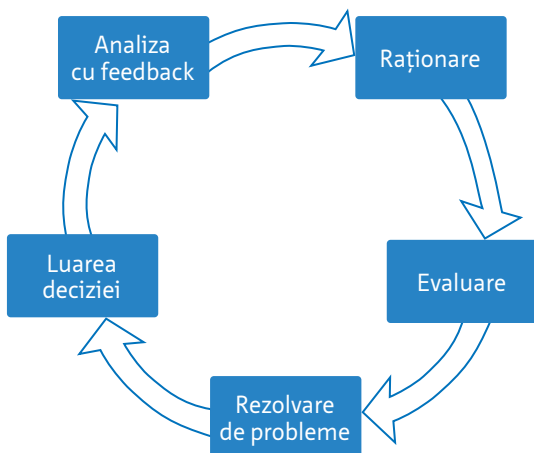 Analiza
cu feedback
Raționare
Evaluare
Rezolvare
de probleme
Luarea
deciziei